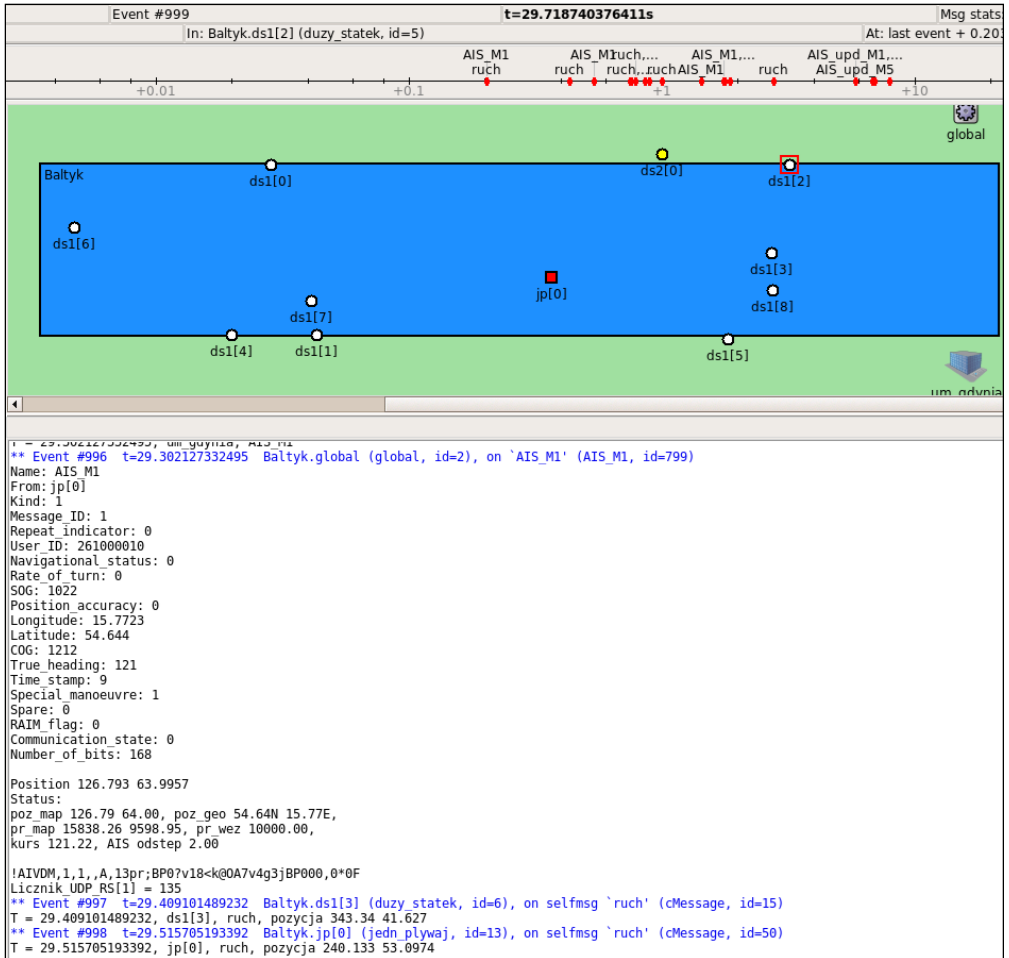 Event #999
t=29.718740376411s
Msg stats:
In: Baltyk.ds1[2] (duzy_statek, id=5)
At: last event + 0.20
AIS_M1
AIS_M1
ruch,...
AIS_M1,...
AIS_upd_M1,...
ruch
ruch
ruch,..
ruch
AIS_M1
ruch
AIS_upd_M5
+0.01
+0.1
+1
+10
global
Baltyk
ds1[0]
ds2[0]
ds1[2]
ds1[6]
ds1[3]
jp[0]
ds1[8]
ds1[7]
ds1[4]
ds1[1]
ds1[5]
um_gdynia
T = 29.302127332495, um_gdynia, AIS_M1
** Event #996  t=29.302127332495  Baltyk.global (global, id=2), on `AIS_M1' (AIS_M1, id=799)
Name: AIS_M1
From: jp[0]
Kind: 1
Message_ID: 1
Repeat_indicator: 0
User_ID: 261000010
Navigational_status: 0
Rate_of_turn: 0
SOG: 1022
Position_accuracy: 0
Longitude: 15.7723
Latitude: 54.644
COG: 1212
True_heading: 121
Time_stamp: 9
Special_manoeuvre: 1
Spare: 0
RAIM_flag: 0
Communication_state: 0
Number_of_bits: 168
Position 126.793 63.9957
Status:
poz_map 126.79 64.00, poz_geo 54.64N 15.77E,
pr_map 15838.26 9598.95, pr_wez 10000.00,
kurs 121.22, AIS odstep 2.00
!AIVDM,1,1,,A,13pr;BP0?v18<k@OA7v4g3jBP000,0*0F
Licznik_UDP_RS[1] = 135
** Event #997  t=29.409101489232  Baltyk.ds1[3] (duzy_statek, id=6), on selfmsg `ruch' (cMessage, id=15)
T = 29.409101489232, ds1[3], ruch, pozycja 343.34 41.627
** Event #998  t=29.515705193392  Baltyk.jp[0] (jedn_plywaj, id=13), on selfmsg `ruch' (cMessage, id=50)
T = 29.515705193392, jp[0], ruch, pozycja 240.133 53.0974